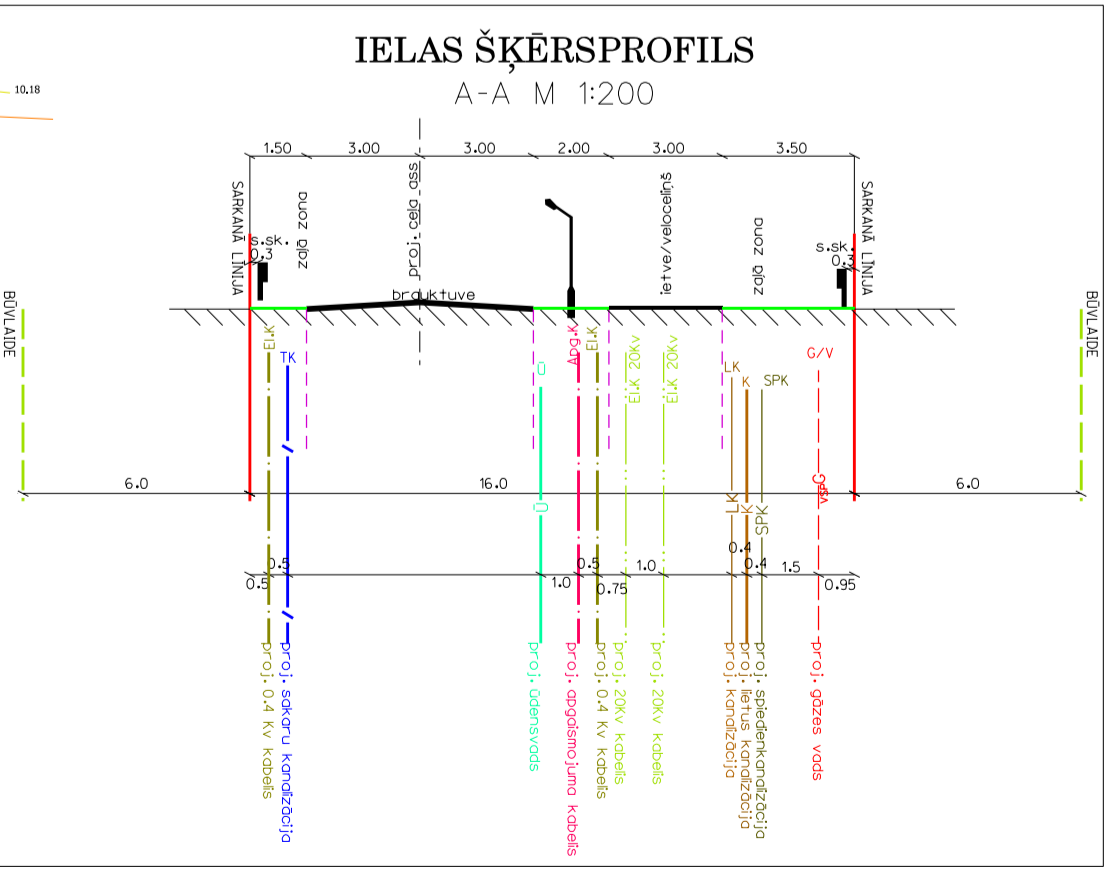 IELAS ŠĶĒRSPROFILS
A-A M 1:200
10.18
1.50
3.00
3.00
2.00
3.00
3.50
SARKANĀ LĪNIJA
s.sk.
0.3
zaļā zona
proj. ceļa ass
brauktuve
ietve/veloceliņš
zaļā zona
s.sk.
SARKANĀ LĪNIJA
BŪVLAIDE
BŪVLAIDE
El.K
TK
Ū
Apg.K
El.K
El.K 20Kv
El.K 20Kv
LK
K
SPK
G/V
6.0
16.0
6.0
Ū
LK
K
SPK
0.5
0.5
1.0
0.5
0.75
1.0
0.4
0.4
1.5
0.95
proj. 0.4 Kv kabelis
proj. sakaru kanalizācija
proj. ūdensvads
proj. apgaismojuma kabelis
proj. 0.4 Kv kabelis
proj. 20Kv kabelis
proj. 20Kv kabelis
proj. kanalizācija
proj. lietus kanalizācija
proj. spiedienkanalizācija
proj. gāzes vads